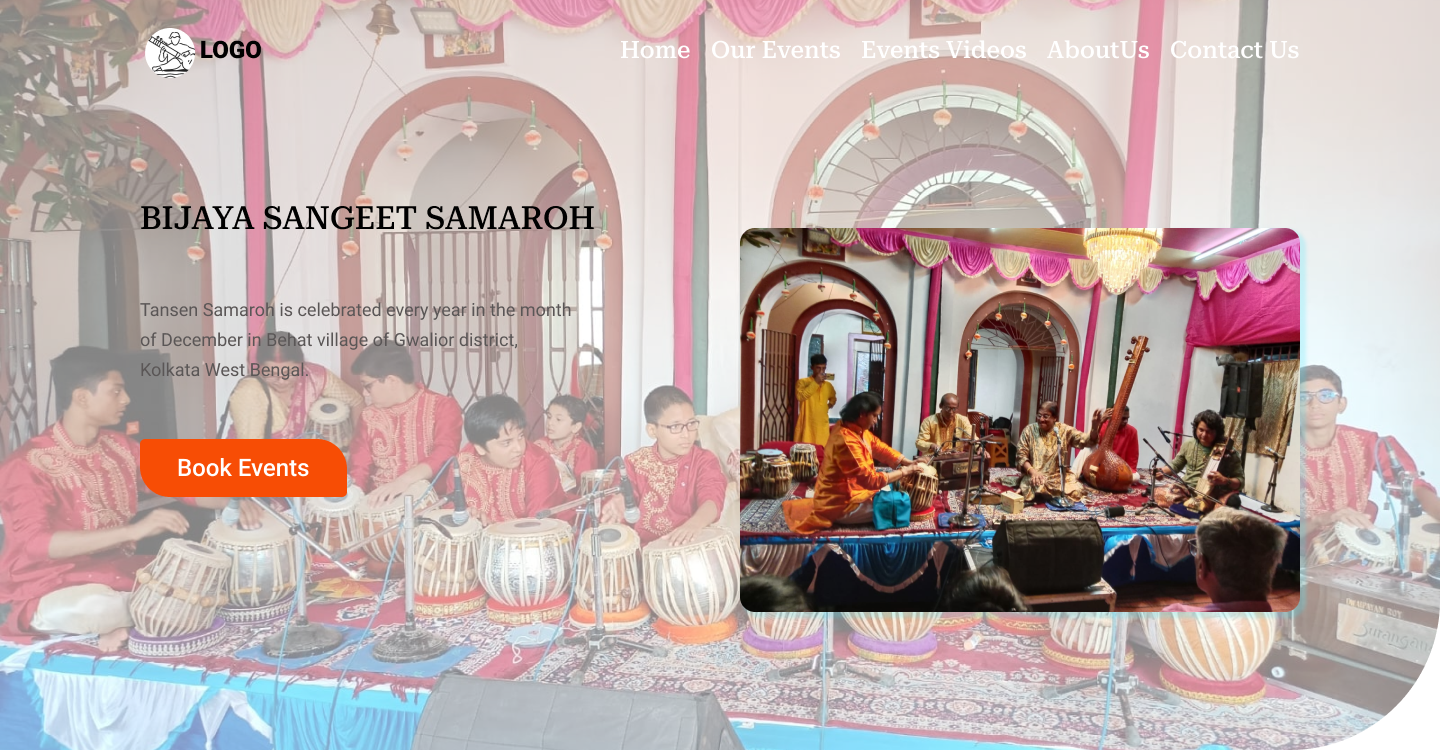 LOGO
Home Our Events Events Videos AboutUs Contact Us
BIJAYA SANGEET SAMAROH
Tansen Samaroh is celebrated every year in the month
of December in Behat village of Gwalior district,
Kolkata West Bengal.
Book Events